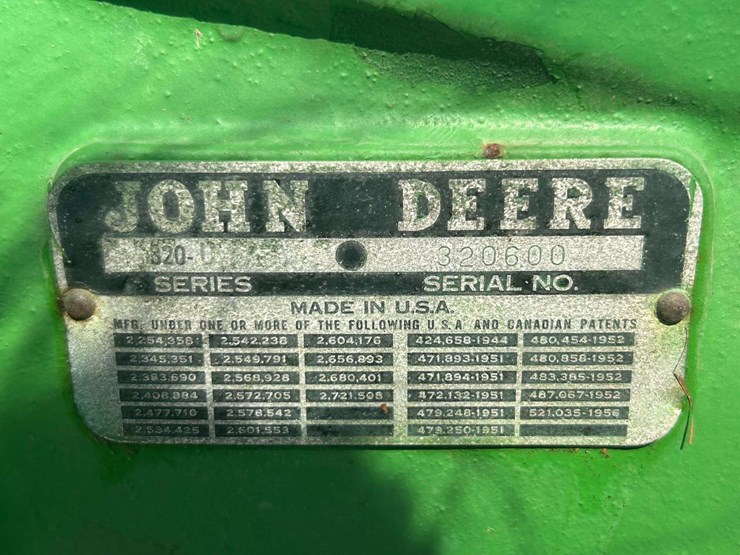 JOHN DEERE
320-U 320600
SERIES SERIAL NO.
MADE IN U.S.A.
MFG. UNDER ONE OR MORE OF THE FOLLOWING U.S.A. AND CANADIAN PATENTS
2,254,358 2,542,238 2,604,176 424,658-1944 480,454-1952
2,345,351 2,549,791 2,656,893 471,893-1951 480,858-1952
2,383,690 2,568,928 2,680,401 471,894-1951 483,385-1952
2,408,884 2,572,705 2,721,508 472,132-1951 487,067-1952
2,477,710 2,578,542 479,248-1951 521,035-1956
2,534,425 2,601,553 479,250-1951